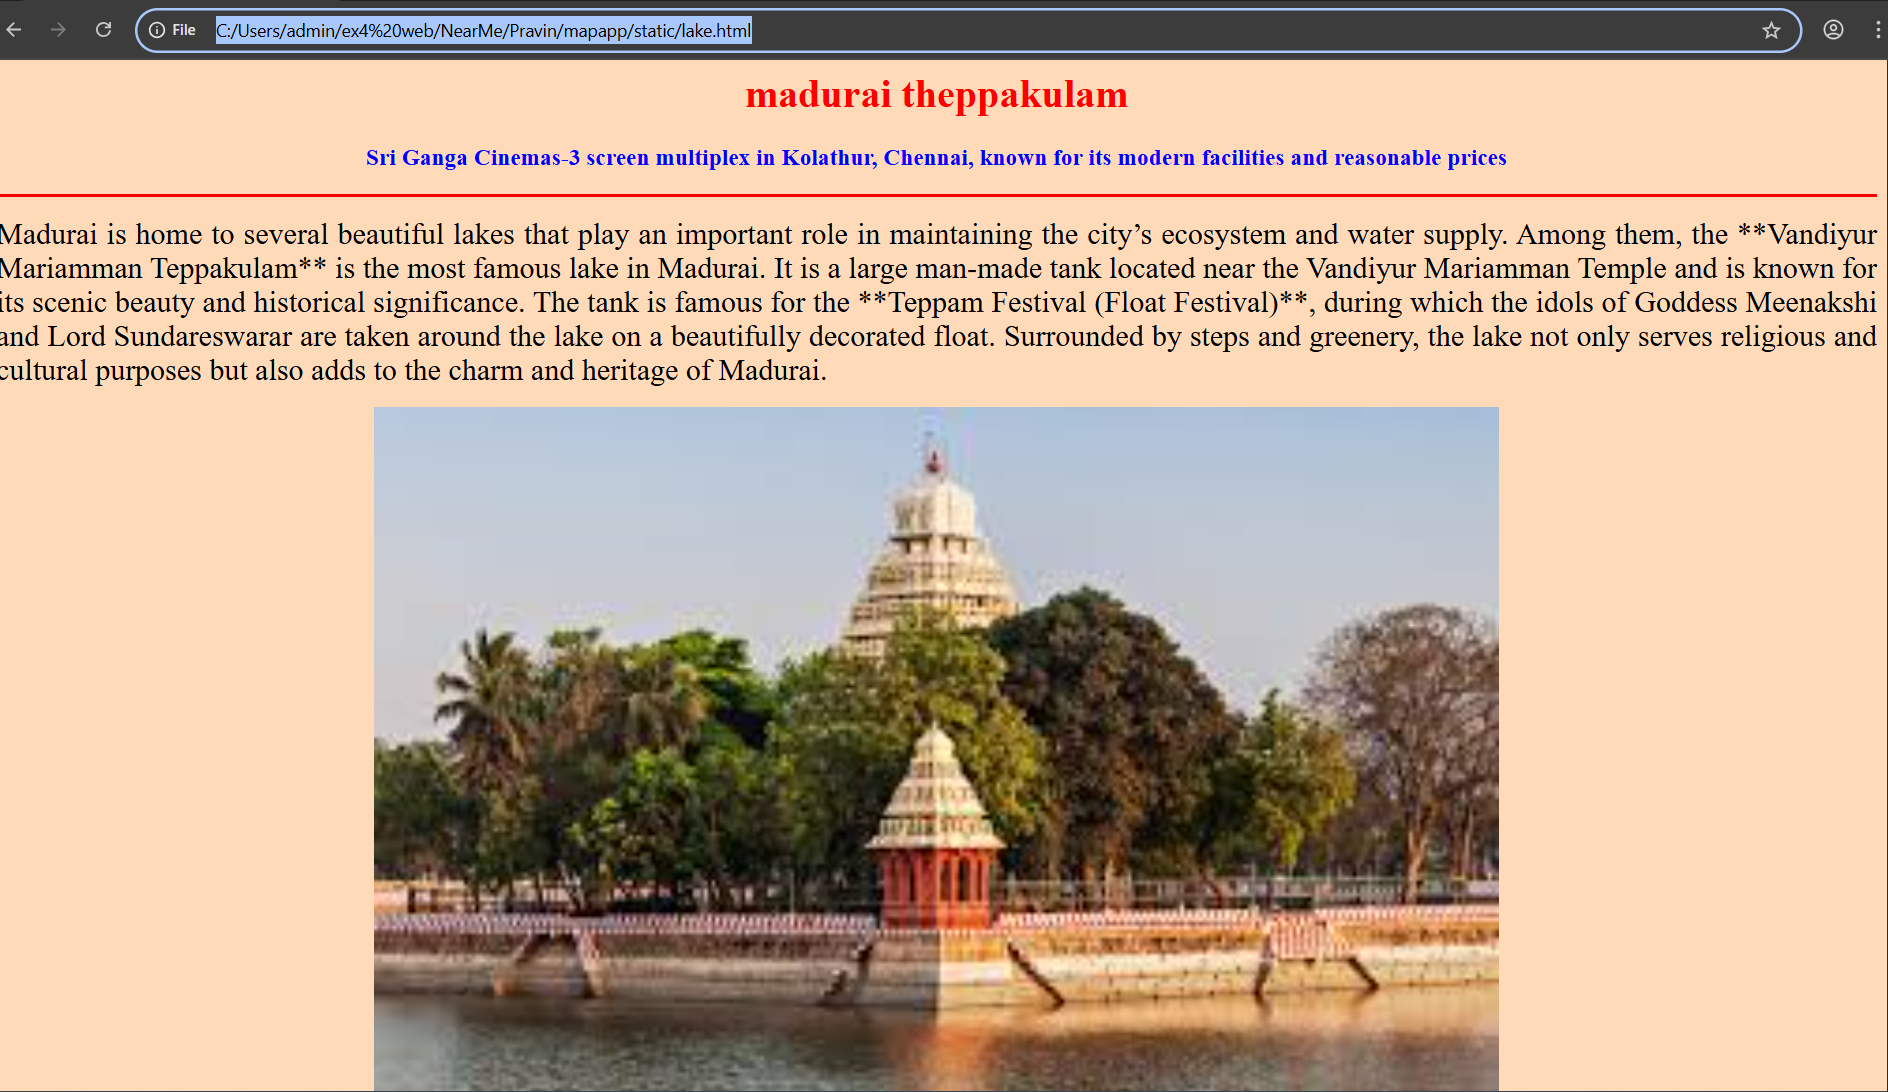 File C:/Users/admin/ex4%20web/NearMe/Pravin/mapapp/static/lake.html
madurai theppakulam
Sri Ganga Cinemas-3 screen multiplex in Kolathur, Chennai, known for its modern facilities and reasonable prices
Madurai is home to several beautiful lakes that play an important role in maintaining the city’s ecosystem and water supply. Among them, the **Vandiyur
Mariamman Teppakulam** is the most famous lake in Madurai. It is a large man-made tank located near the Vandiyur Mariamman Temple and is known for
its scenic beauty and historical significance. The tank is famous for the **Teppam Festival (Float Festival)**, during which the idols of Goddess Meenakshi
and Lord Sundareswarar are taken around the lake on a beautifully decorated float. Surrounded by steps and greenery, the lake not only serves religious and
cultural purposes but also adds to the charm and heritage of Madurai.